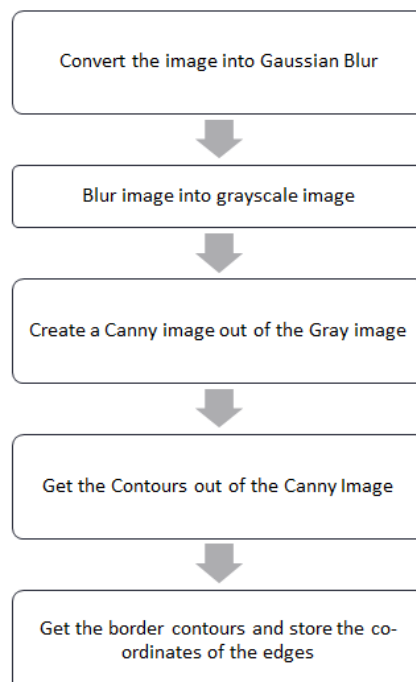 Convert the image into Gaussian Blur
Blur image into grayscale image
Create a Canny image out of the Gray image
Get the Contours out of the Canny Image
Get the border contours and store the co-
ordinates of the edges